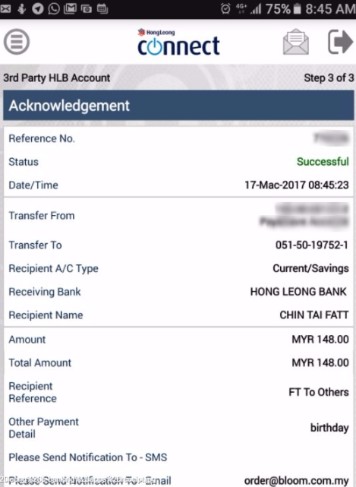 75% 8:45 AM
HongLeong
connect
3rd Party HLB Account Step 3 of 3
Acknowledgement
Reference No.
Status Successful
Date/Time 17-Mac-2017 08:45:23
Transfer From
Transfer To 051-50-19752-1
Recipient A/C Type Current/Savings
Receiving Bank HONG LEONG BANK
Recipient Name CHIN TAI FATT
Amount MYR 148.00
Total Amount MYR 148.00
Recipient
Reference FT To Others
Other Payment
Detail birthday
Please Send Notification To - SMS
Please Send Notification To - Email order@bloom.com.my